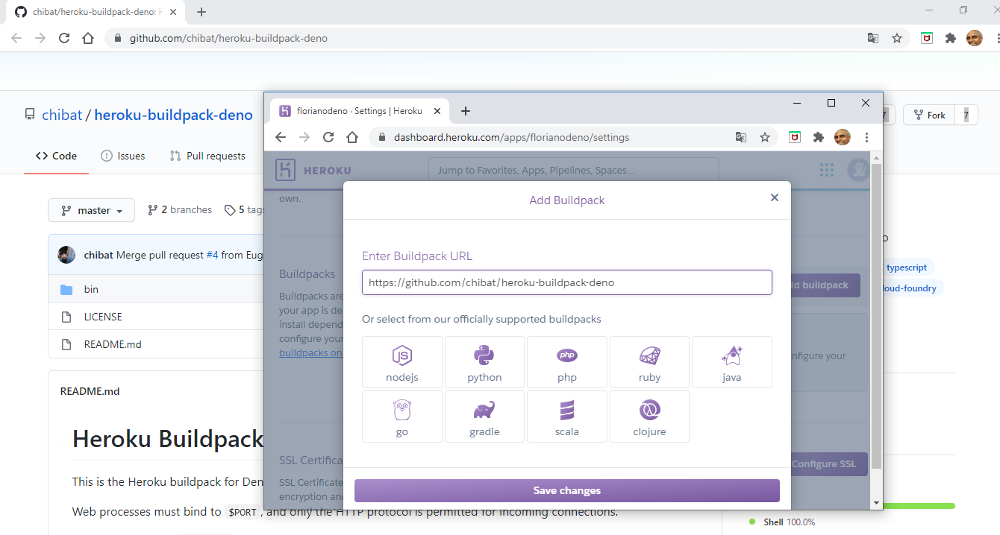 chibat/heroku-buildpack-deno: H
github.com/chibat/heroku-buildpack-deno
chibat / heroku-buildpack-deno
7
Fork 7
Code Issues Pull requests
master 2 branches 5 tags
chibat Merge pull request #4 from Eug
bin
LICENSE
README.md
README.md
Heroku Buildpack
This is the Heroku buildpack for Den
Web processes must bind to $PORT, and only the HTTP protocol is permitted for incoming connections.
typescript
loud-foundry
Shell 100.0%
florianodeno · Settings | Heroku
dashboard.heroku.com/apps/florianodeno/settings
HEROKU
Jump to Favorites, Apps, Pipelines, Spaces...
own.
Buildpacks
Buildpacks are
your app is de
install depend
configure your
buildpacks on
d buildpack
nfigure your
SSL Certifica
SSL Certificate
encryption and
Configure SSL
Add Buildpack
Enter Buildpack URL
https://github.com/chibat/heroku-buildpack-deno
Or select from our officially supported buildpacks
nodejs python php ruby java
go gradle scala clojure
Save changes